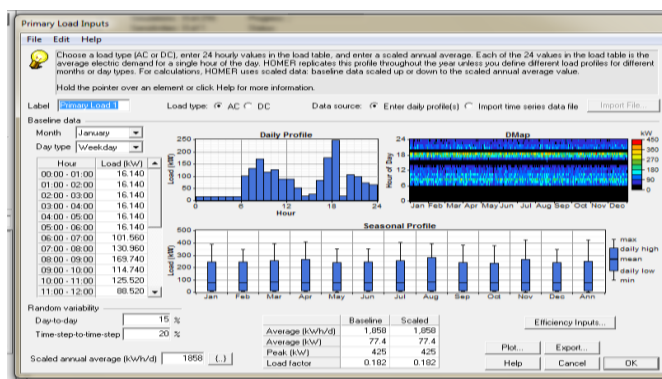 Primary Load Inputs
File Edit Help
Choose a load type (AC or DC), enter 24 hourly values in the load table, and enter a scaled annual average. Each of the 24 values in the load table is the
average electric demand for a single hour of the day. HOMER replicates this profile throughout the year unless you define different load profiles for different
months or day types. For calculations, HOMER uses scaled data: baseline data scaled up or down to the scaled annual average value.
Hold the pointer over an element or click Help for more information.
Label Primary Load 1 Load type: AC DC Data source: Enter daily profile(s) Import time series data file Import File...
Baseline data
Month January
Day type Weekday
Hour Load (kW)
00:00 - 01:00 16.140
01:00 - 02:00 16.140
02:00 - 03:00 16.140
03:00 - 04:00 16.140
04:00 - 05:00 16.140
05:00 - 06:00 16.140
06:00 - 07:00 101.560
07:00 - 08:00 130.960
08:00 - 09:00 169.740
09:00 - 10:00 114.740
10:00 - 11:00 125.520
11:00 - 12:00 88.520
Daily Profile
Load (kW)
250
200
150
100
50
0
0 6 12 18 24
Hour
DMap
Hour of Day
24
18
12
6
0
Jan Feb Mar Apr May Jun Jul Aug Sep Oct Nov Dec
kW
450
360
270
180
90
0
Seasonal Profile
Load (kW)
500
400
300
200
100
0
Jan Feb Mar Apr May Jun Jul Aug Sep Oct Nov Dec Ann
max
daily high
mean
daily low
min
Random variability
Day-to-day 15 %
Time-step-to-time-step 20 %
Scaled annual average (kWh/d) 1858 {..}
Baseline Scaled
Average (kWh/d) 1,858 1,858
Average (kW) 77.4 77.4
Peak (kW) 425 425
Load factor 0.182 0.182
Efficiency Inputs...
Plot... Export...
Help Cancel OK